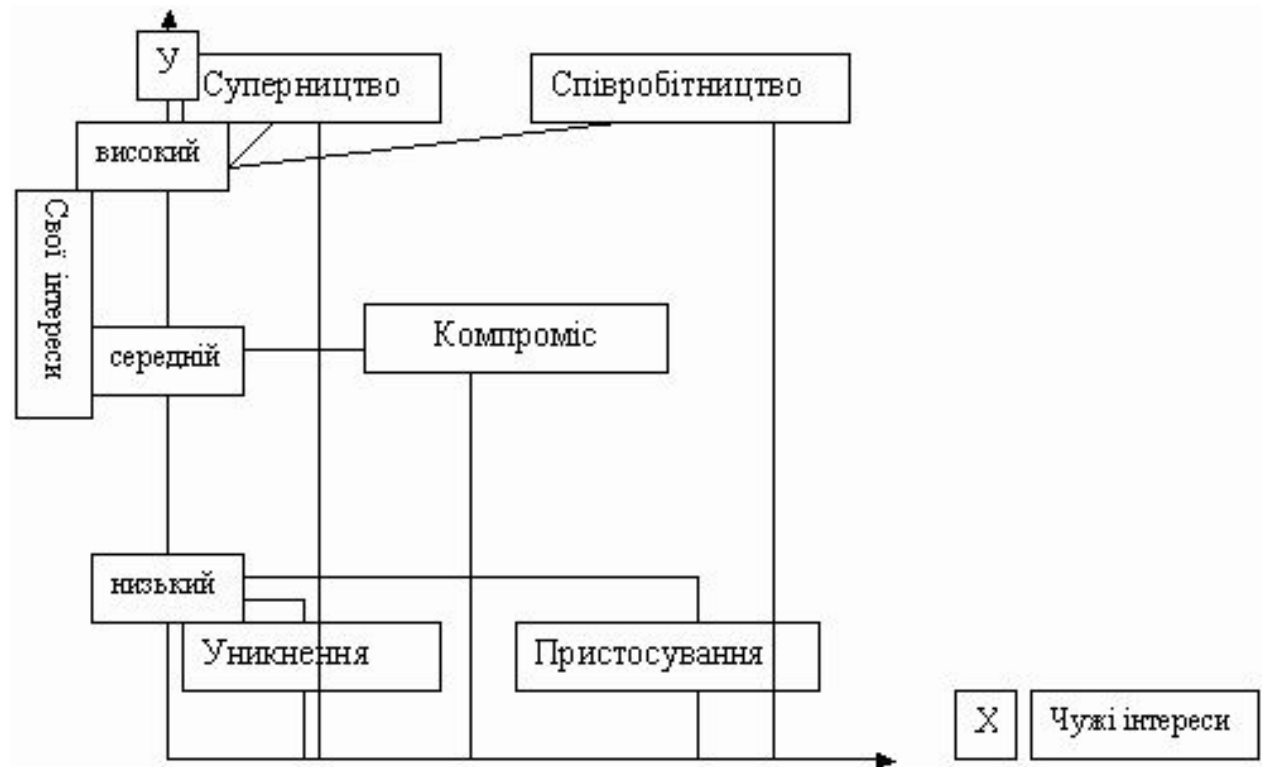 У
Суперництво
Співробітництво
високий
Свої інтереси
Компроміс
середній
низький
Уникнення
Пристосування
Х
Чужі інтереси